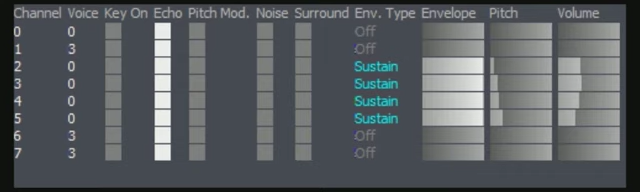 Channel Voice Key On Echo Pitch Mod. Noise Surround Env. Type Envelope Pitch Volume
0 0 Off
1 3 Off
2 0 Sustain
3 0 Sustain
4 0 Sustain
5 0 Sustain
6 3 Off
7 3 Off